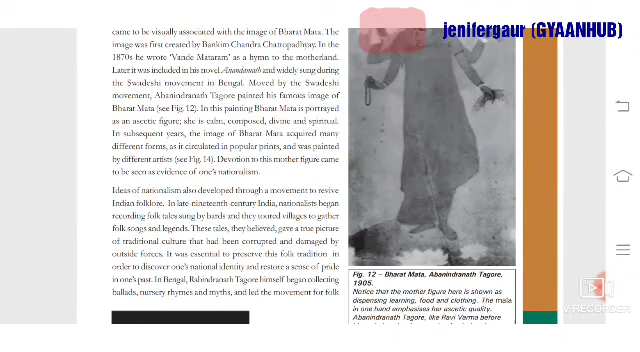 jenifergaur (GYAANHUB)
came to be visually associated with the image of Bharat Mata. The
image was first created by Bankim Chandra Chattopadhyay. In the
1870s he wrote ‘Vande Mataram’ as a hymn to the motherland.
Later it was included in his novel Anandamath and widely sung during
the Swadeshi movement in Bengal. Moved by the Swadeshi
movement, Abanindranath Tagore painted his famous image of
Bharat Mata (see Fig. 12). In this painting Bharat Mata is portrayed
as an ascetic figure; she is calm, composed, divine and spiritual.
In subsequent years, the image of Bharat Mata acquired many
different forms, as it circulated in popular prints, and was painted
by different artists (see Fig. 14). Devotion to this mother figure came
to be seen as evidence of one’s nationalism.
Ideas of nationalism also developed through a movement to revive
Indian folklore. In late-nineteenth-century India, nationalists began
recording folk tales sung by bards and they toured villages to gather
folk songs and legends. These tales, they believed, gave a true picture
of traditional culture that had been corrupted and damaged by
outside forces. It was essential to preserve this folk tradition in
order to discover one’s national identity and restore a sense of pride
in one’s past. In Bengal, Rabindranath Tagore himself began collecting
ballads, nursery rhymes and myths, and led the movement for folk
Fig. 12 – Bharat Mata, Abanindranath Tagore,
1905.
Notice that the mother figure here is shown as
dispensing learning, food and clothing. The mala
in one hand emphasises her ascetic quality.
Abanindranath Tagore, like Ravi Varma before
V RECORDER